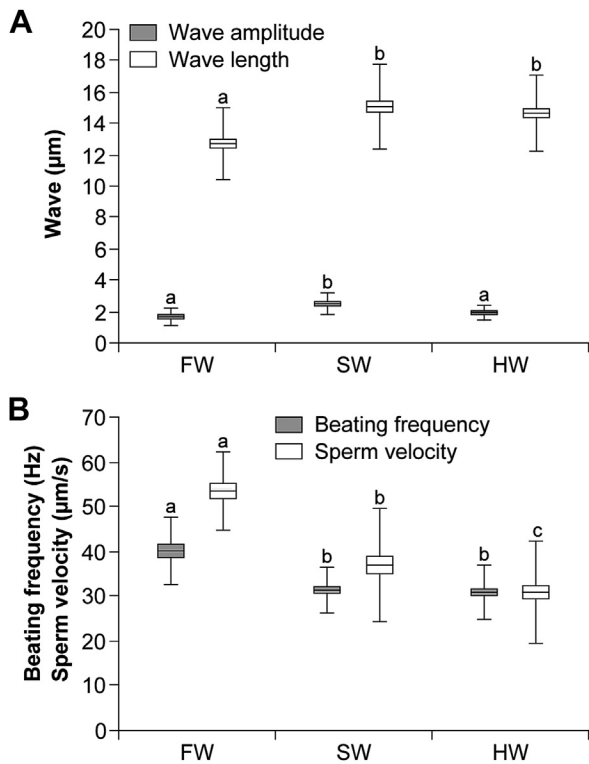 A
Wave amplitude
Wave length
Wave (µm)
20
18
16
14
12
10
8
6
4
2
0
a
a
b
b
a
b
FW
SW
HW
B
Beating frequency
Sperm velocity
Beating frequency (Hz)
Sperm velocity (µm/s)
70
60
50
40
30
20
10
0
a
a
b
b
b
c
FW
SW
HW